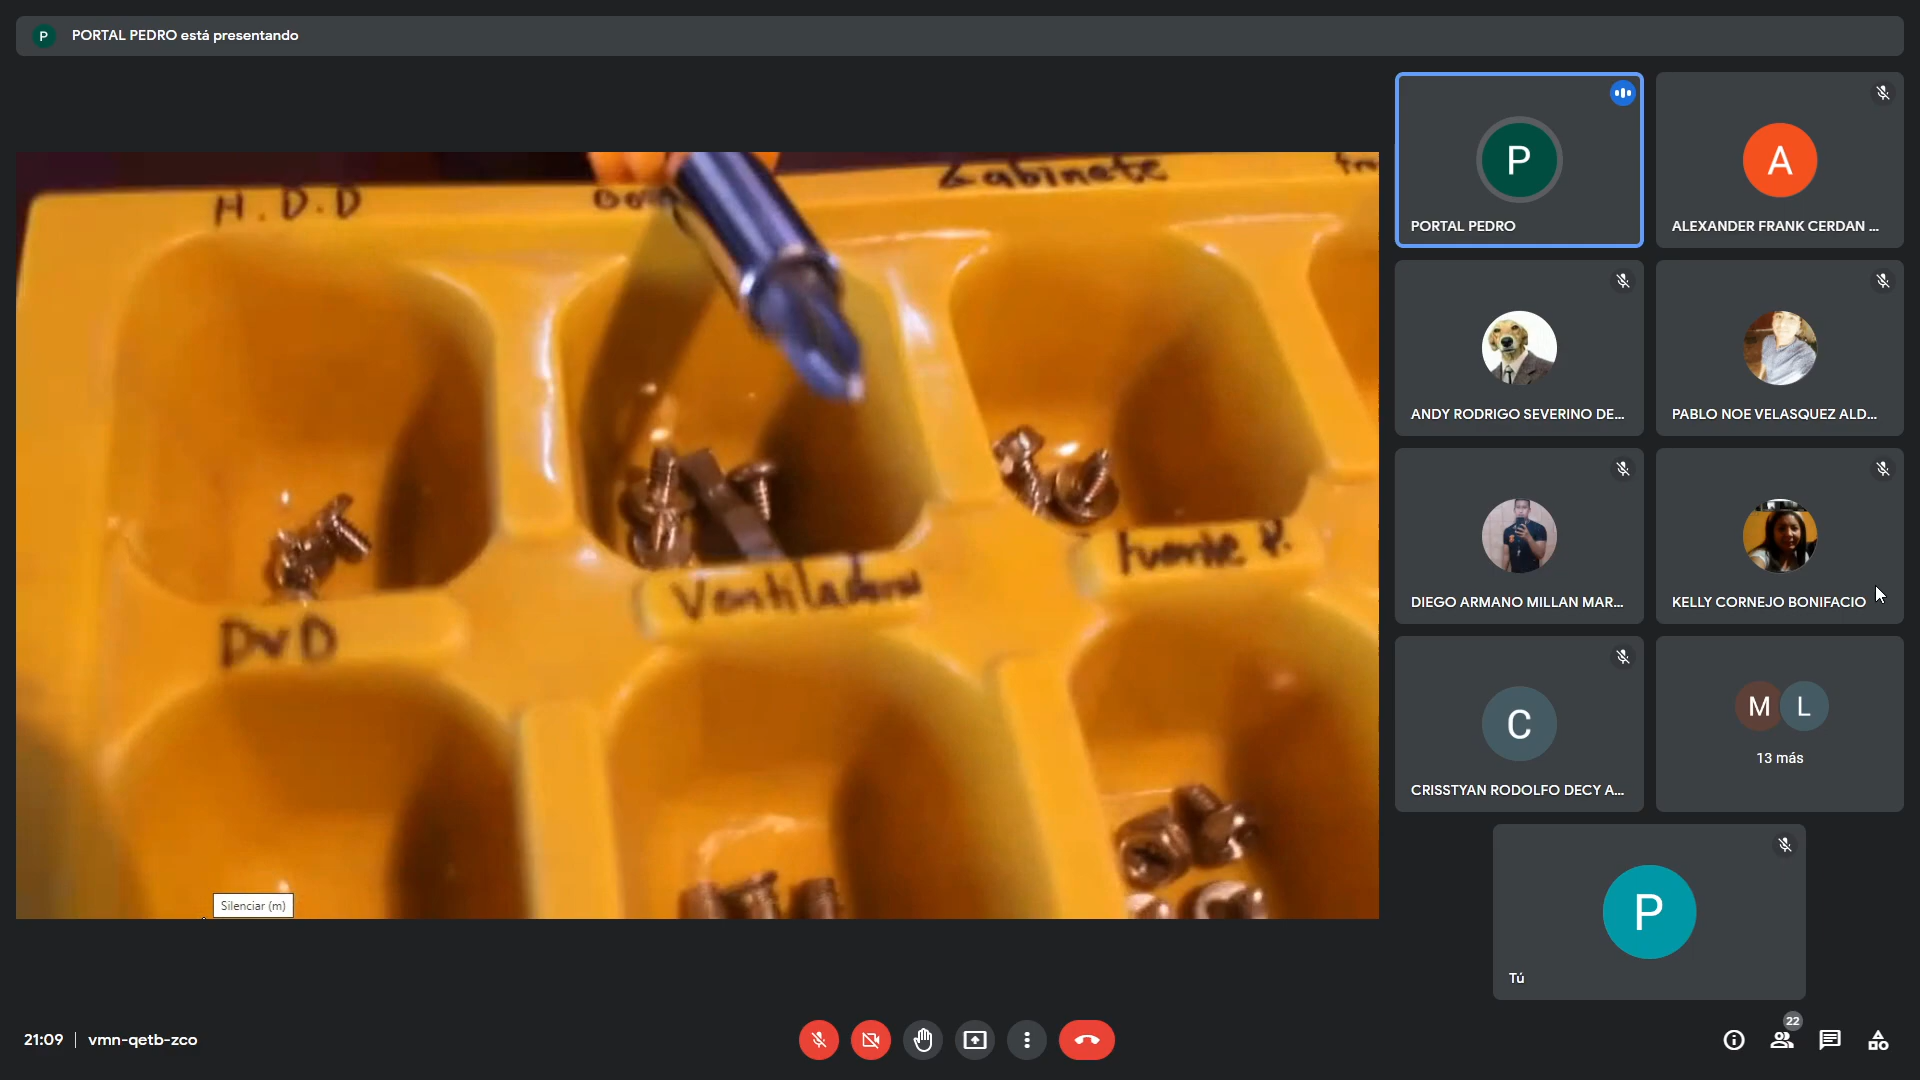 P PORTAL PEDRO está presentando
H.D.D
Gabinete
Ventiladores
Fuente P.
DVD
Silenciar (m)
P
PORTAL PEDRO
A
ALEXANDER FRANK CERDAN ...
ANDY RODRIGO SEVERINO DE...
PABLO NOE VELASQUEZ ALD...
DIEGO ARMANO MILLAN MAR...
KELLY CORNEJO BONIFACIO
C
CRISSTYAN RODOLFO DECY A...
M L
13 más
P
Tú
21:09 | vmn-qetb-zco
22